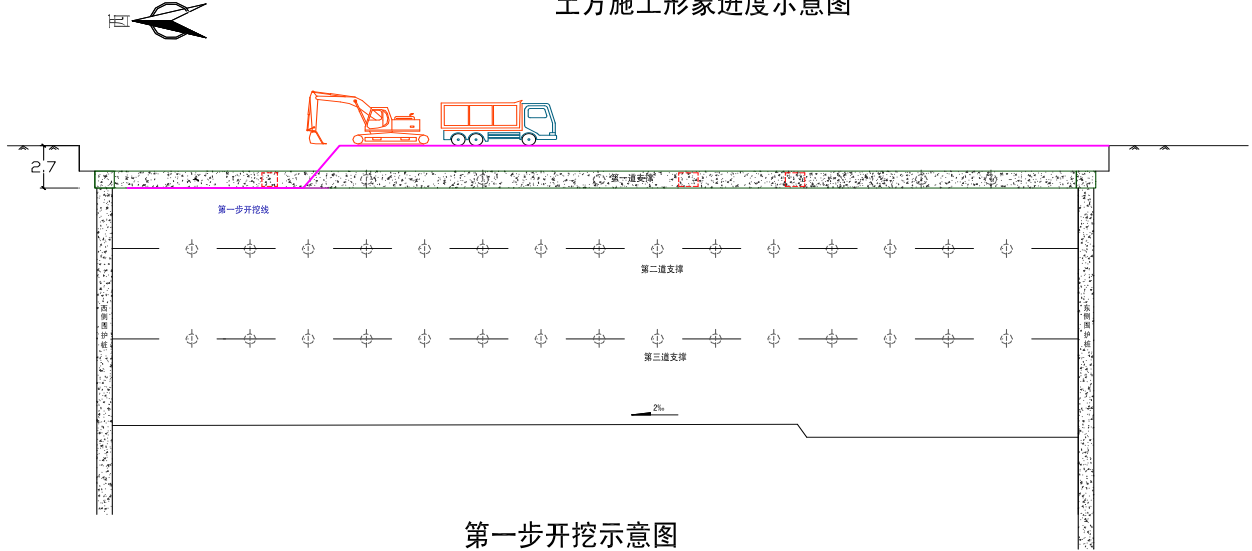 土方施工形象进度示意图
西
2.7
第一道支撑
第一步开挖线
第二道支撑
西侧围护桩
东侧围护桩
第三道支撑
2‰
第一步开挖示意图